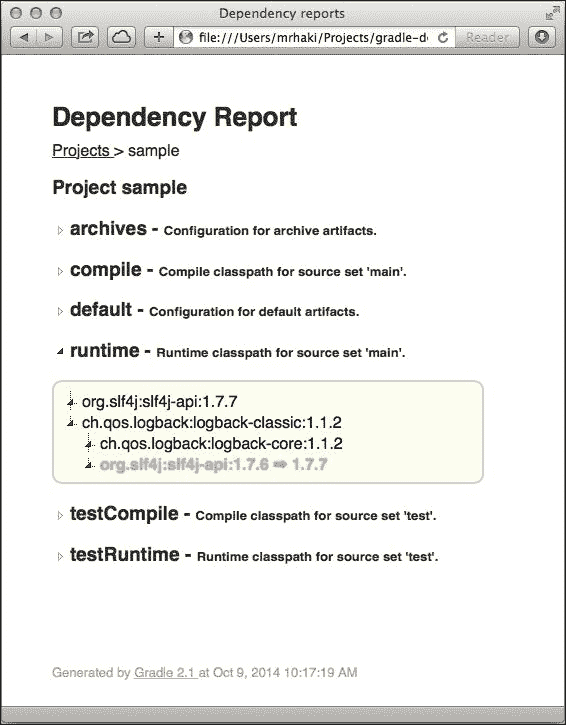 Dependency reports
file:///Users/mrhaki/Projects/gradle-d
Reader
Dependency Report
Projects > sample
Project sample
archives - Configuration for archive artifacts.
compile - Compile classpath for source set 'main'.
default - Configuration for default artifacts.
runtime - Runtime classpath for source set 'main'.
org.slf4j:slf4j-api:1.7.7
ch.qos.logback:logback-classic:1.1.2
ch.qos.logback:logback-core:1.1.2
org.slf4j:slf4j-api:1.7.6 ➡ 1.7.7
testCompile - Compile classpath for source set 'test'.
testRuntime - Runtime classpath for source set 'test'.
Generated by Gradle 2.1 at Oct 9, 2014 10:17:19 AM